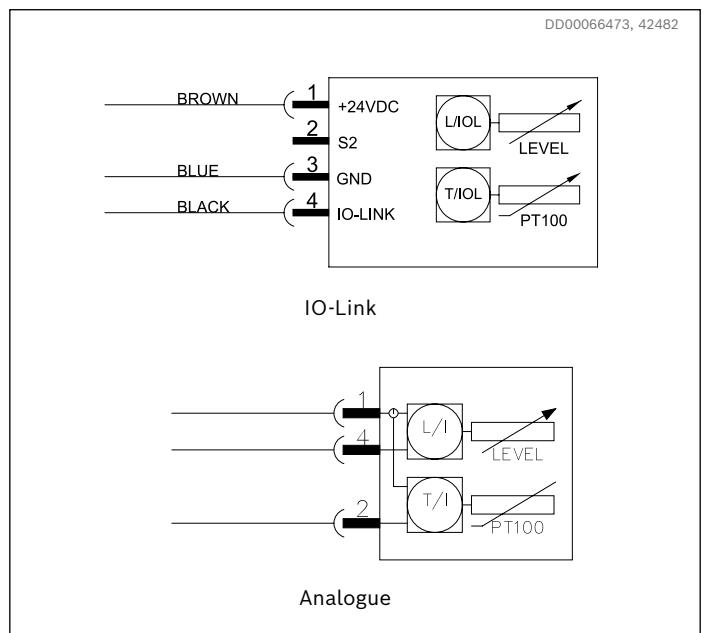 DD00066473, 42482
BROWN
1
+24VDC
2
S2
BLUE
3
GND
BLACK
4
IO-LINK
L/IOL
LEVEL
T/IOL
PT100
IO-Link
1
4
2
L/I
LEVEL
T/I
PT100
Analogue